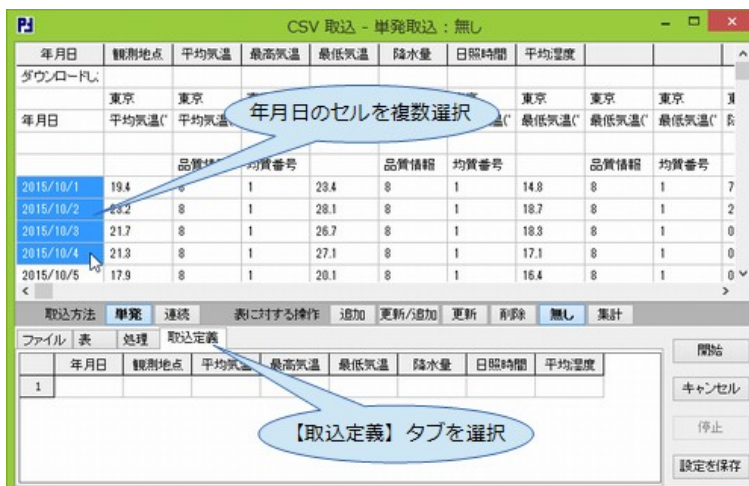 CSV 取込 - 単発取込 : 無し
年月日 観測地点 平均気温 最高気温 最低気温 降水量 日照時間 平均湿度
ダウンロードし
東京 東京 東京 東京 東京
年月日 平均気温(゜ 平均気温(゜ 最低気温(゜ 最低気温(゜ 最低気温(゜
年月日のセルを複数選択
品質情報 均質番号 品質情報 均質番号 品質情報 均質番号
2015/10/1 19.4 8 1 23.4 8 1 14.8 8 1 7
2015/10/2 23.2 8 1 28.1 8 1 18.7 8 1 2
2015/10/3 21.7 8 1 26.7 8 1 18.3 8 1 0
2015/10/4 21.3 8 1 27.1 8 1 17.1 8 1 0
2015/10/5 17.9 8 1 20.1 8 1 16.4 8 1 0
取込方法 単発 連続 表に対する操作 追加 更新/追加 更新 削除 無し 集計
ファイル 表 処理 取込定義
年月日 観測地点 平均気温 最高気温 最低気温 降水量 日照時間 平均湿度
1
【取込定義】タブを選択
開始
キャンセル
停止
設定を保存